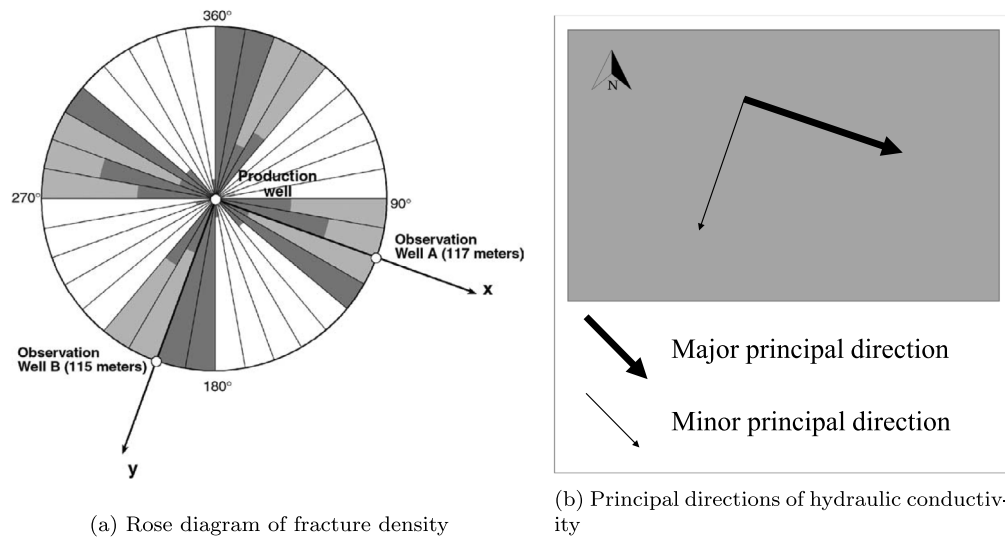 360°
270°
Production
well
90°
Observation
Well A (117 meters)
x
Observation
Well B (115 meters)
180°
y
(a) Rose diagram of fracture density
N
Major principal direction
Minor principal direction
(b) Principal directions of hydraulic conductiv-
ity